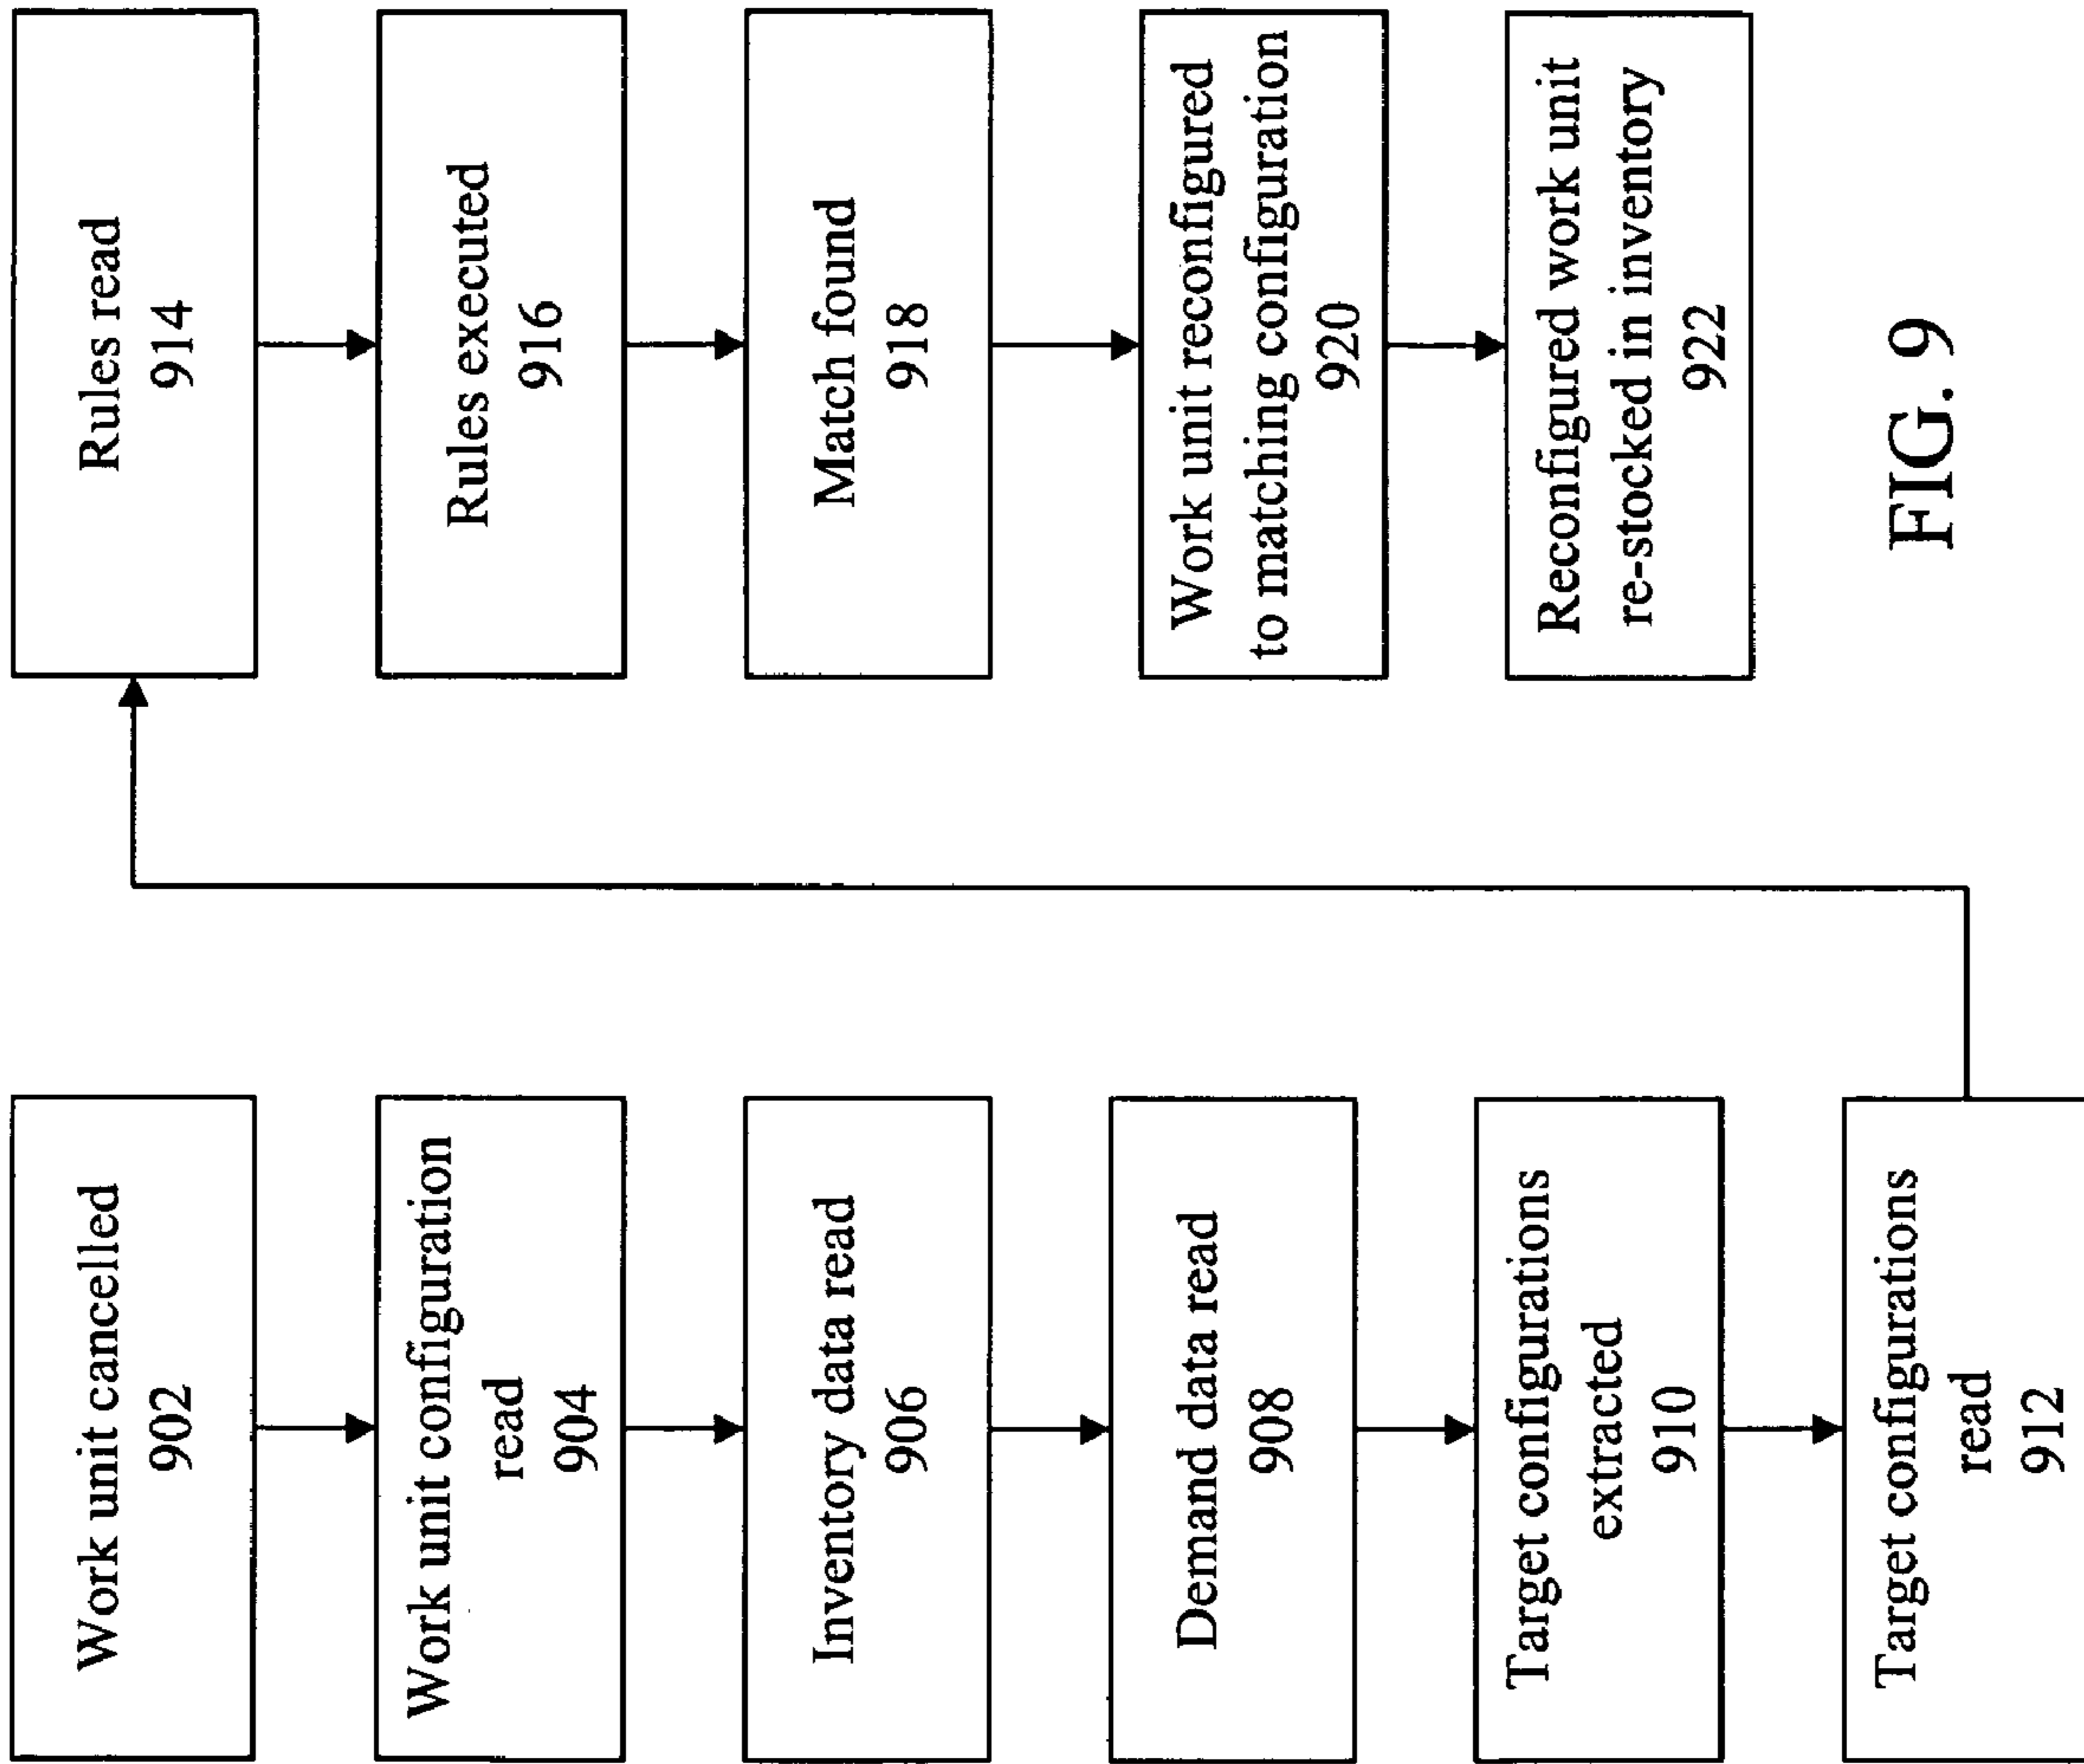 Work unit cancelled
902
Work unit configuration
read
904
Inventory data read
906
Demand data read
908
Target configurations
extracted
910
Target configurations
read
912
Rules read
914
Rules executed
916
Match found
918
Work unit reconfigured
to matching configuration
920
Reconfigured work unit
re-stocked in inventory
922
FIG. 9